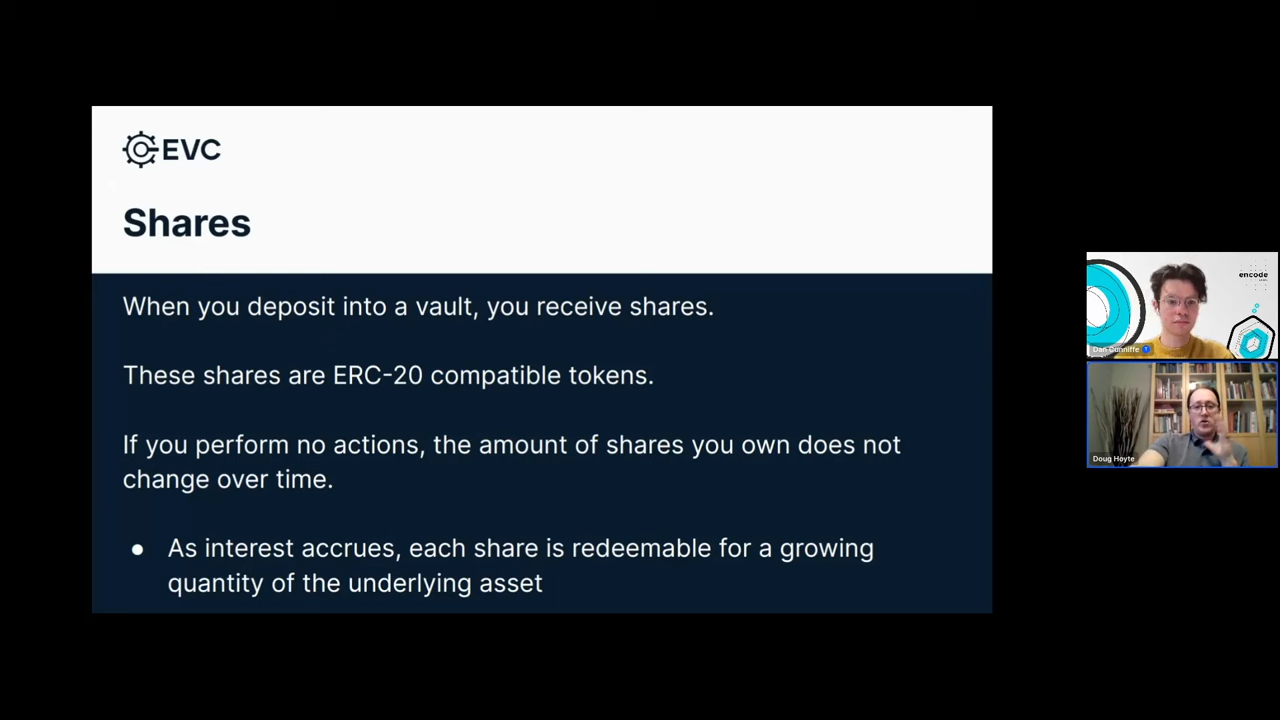 EVC
Shares
When you deposit into a vault, you receive shares.
These shares are ERC-20 compatible tokens.
If you perform no actions, the amount of shares you own does not
change over time.
● As interest accrues, each share is redeemable for a growing
quantity of the underlying asset
encode
Dan Cunniffe
Doug Hoyte